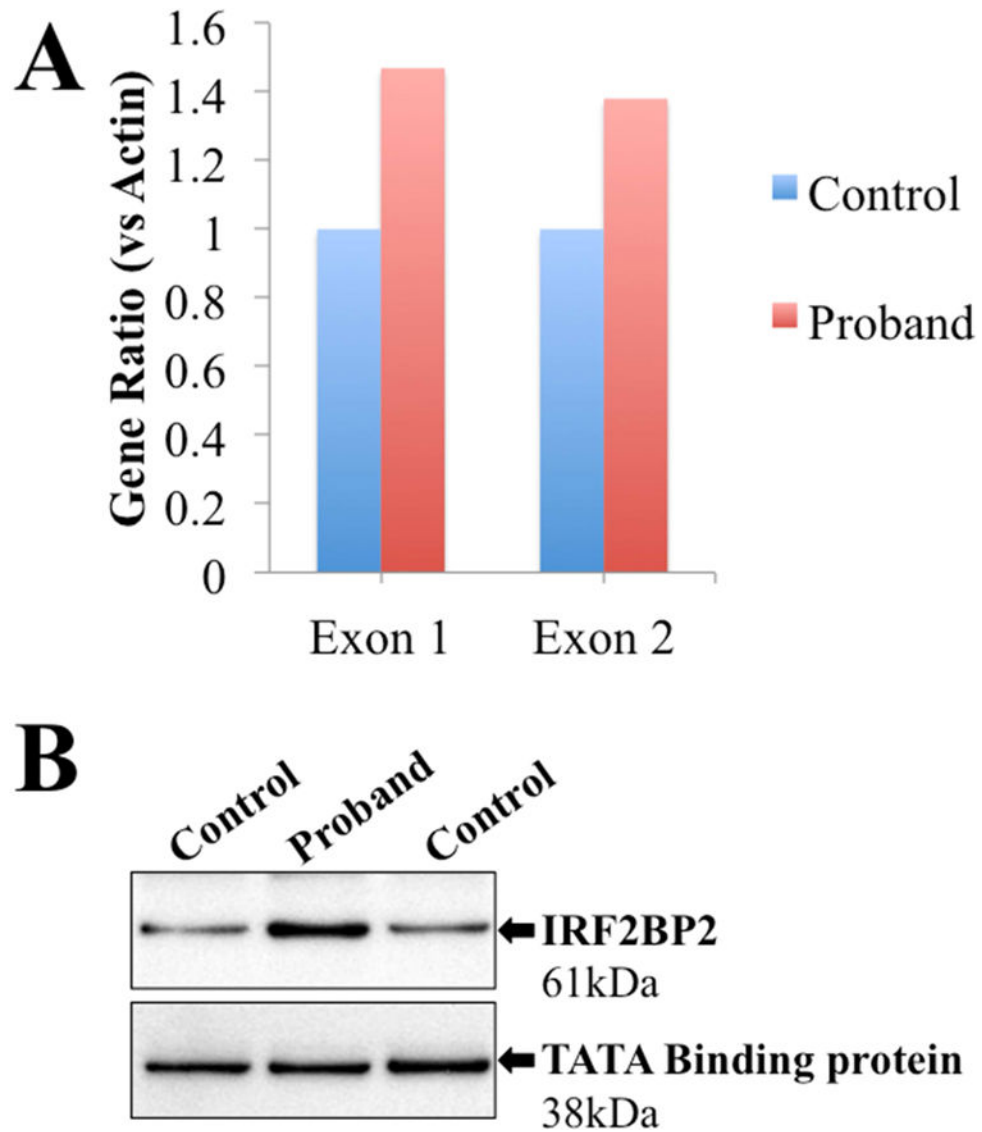 A
Gene Ratio (vs Actin)
1.6
1.4
1.2
1
0.8
0.6
0.4
0.2
0
Exon 1
Exon 2
Control
Proband
B
Control
Proband
Control
IRF2BP2
61kDa
TATA Binding protein
38kDa